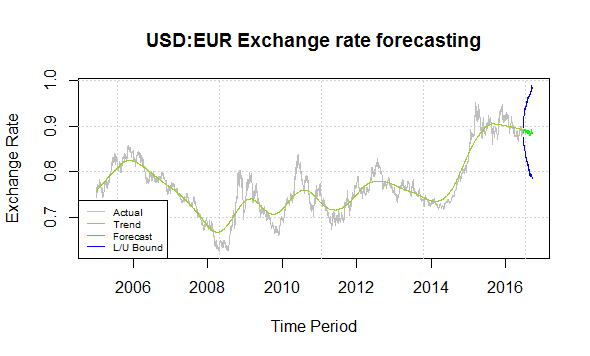 USD:EUR Exchange rate forecasting
Exchange Rate
1.0
0.9
0.8
0.7
Actual
Trend
Forecast
L/U Bound
2006 2008 2010 2012 2014 2016
Time Period